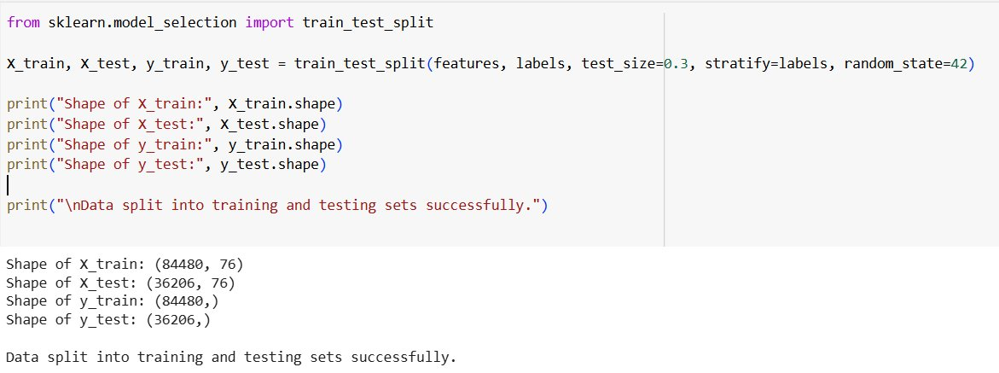 from sklearn.model_selection import train_test_split
X_train, X_test, y_train, y_test = train_test_split(features, labels, test_size=0.3, stratify=labels, random_state=42)
print("Shape of X_train:", X_train.shape)
print("Shape of X_test:", X_test.shape)
print("Shape of y_train:", y_train.shape)
print("Shape of y_test:", y_test.shape)
print("\nData split into training and testing sets successfully.")
Shape of X_train: (84480, 76)
Shape of X_test: (36206, 76)
Shape of y_train: (84480,)
Shape of y_test: (36206,)
Data split into training and testing sets successfully.